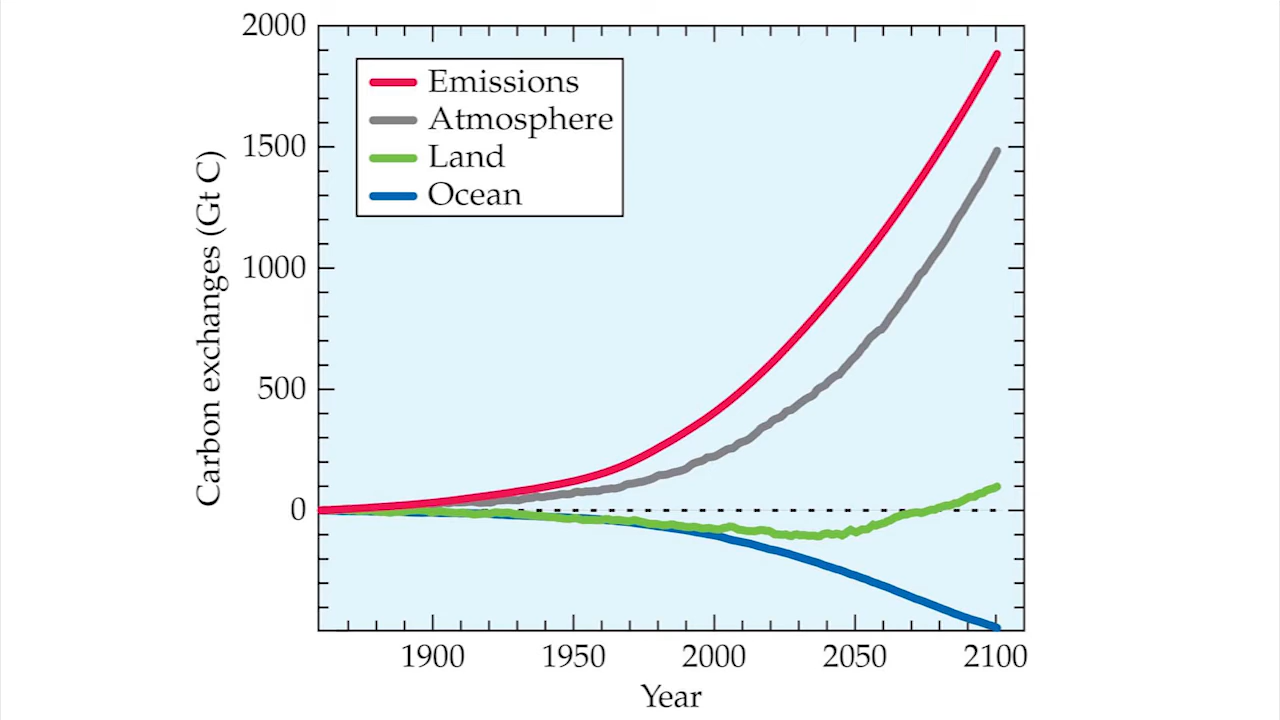 2000
1500
1000
500
0
Carbon exchanges (Gt C)
Emissions
Atmosphere
Land
Ocean
1900 1950 2000 2050 2100
Year